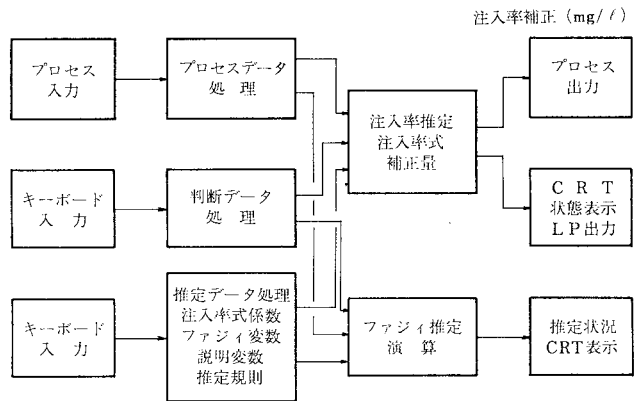 注入率補正 (mg/ℓ)
プロセス
入力
プロセスデータ
処理
注入率推定
注入率式
補正量
プロセス
出力
キーボード
入力
判断データ
処理
CRT
状態表示
LP出力
キーボード
入力
推定データ処理
注入率式係数
ファジィ変数
説明変数
推定規則
ファジィ推定
演算
推定状況
CRT表示